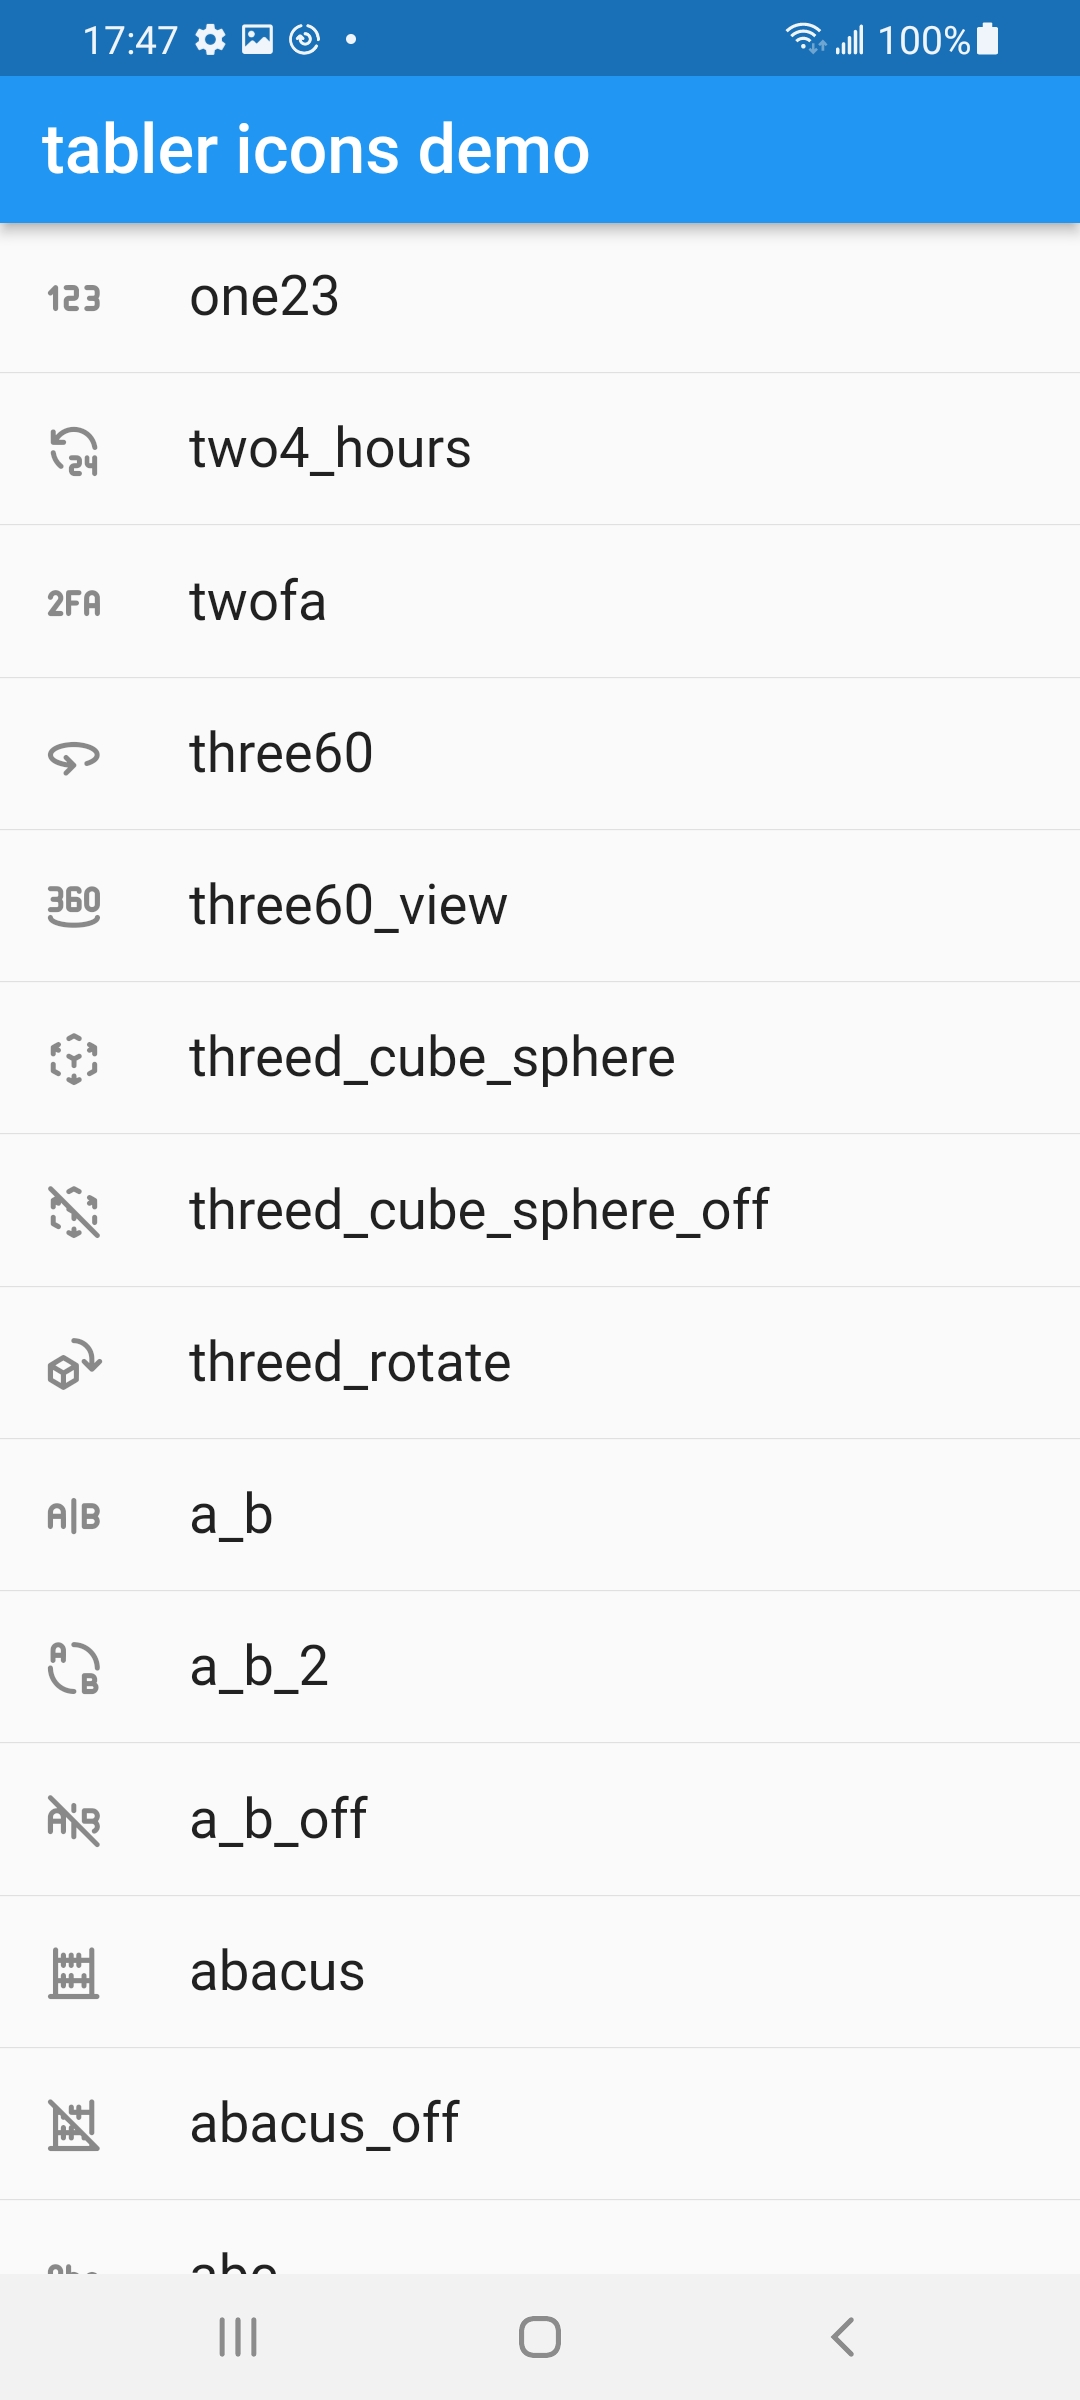 17:47 100%
tabler icons demo
123 one23
24 two4_hours
2FA twofa
three60
360 three60_view
threed_cube_sphere
threed_cube_sphere_off
threed_rotate
A|B a_b
A B a_b_2
A|B a_b_off
abacus
abacus_off